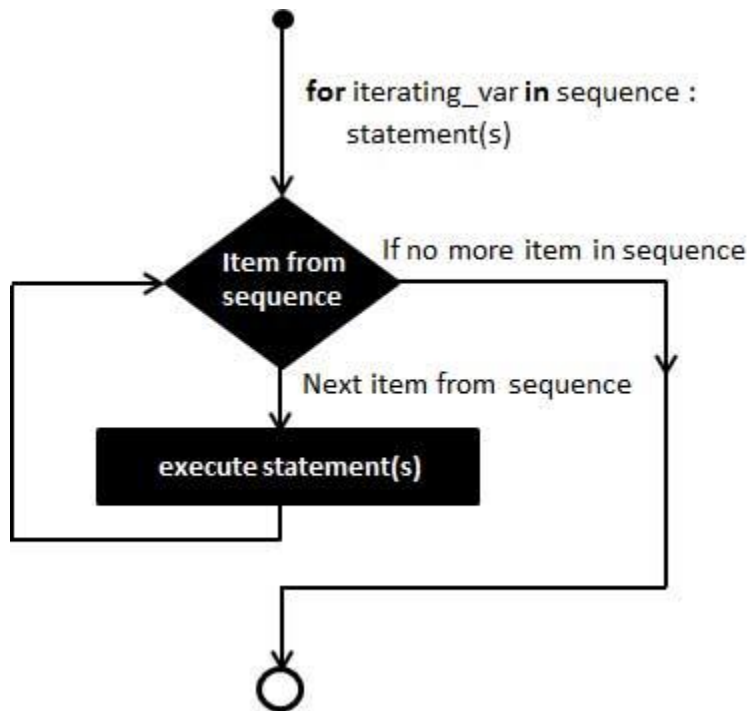 for iterating_var in sequence :
statement(s)
If no more item in sequence
Item from
sequence
Next item from sequence
execute statement(s)